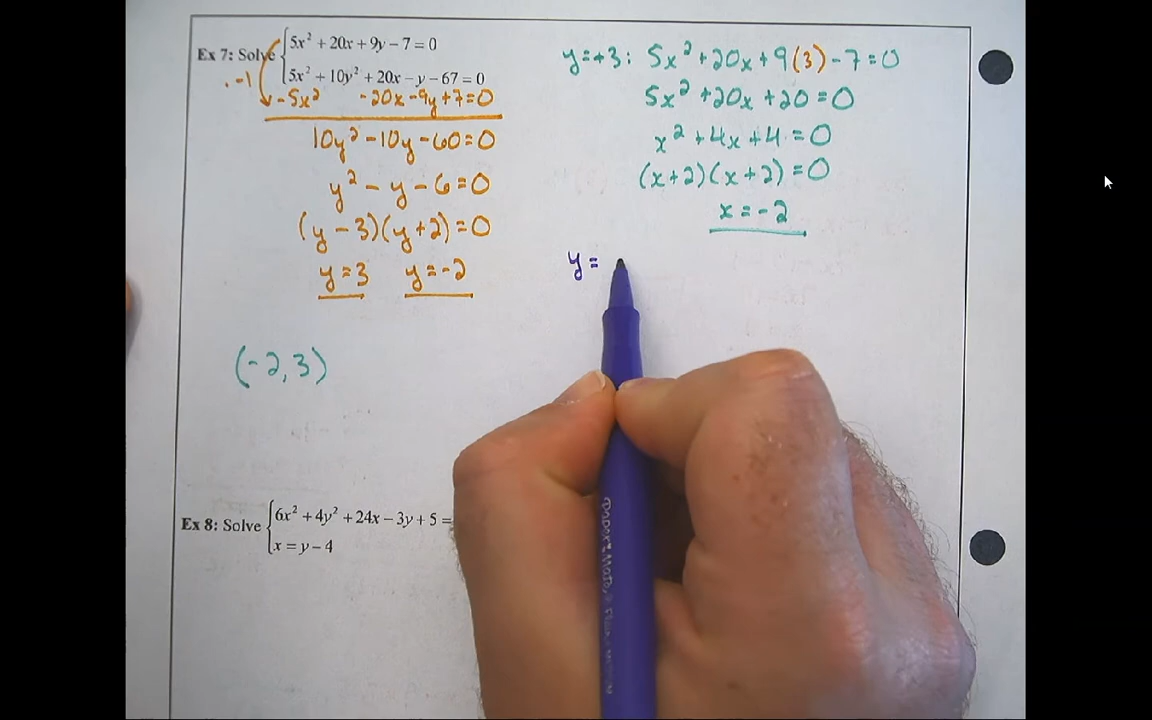 Ex 7: Solve { 5x² + 20x + 9y − 7 = 0
5x² + 10y² + 20x − y − 67 = 0
· -1
-5x² -20x -9y +7=0
10y² -10y -60=0
y² - y - 6=0
(y - 3)(y+2)=0
y=3 y=-2
(-2,3)
y=+3: 5x² +20x +9(3) -7=0
5x² +20x +20=0
x² +4x +4=0
(x+2)(x+2)=0
x=-2
y=
Ex 8: Solve { 6x² + 4y² + 24x − 3y + 5 =
x = y − 4